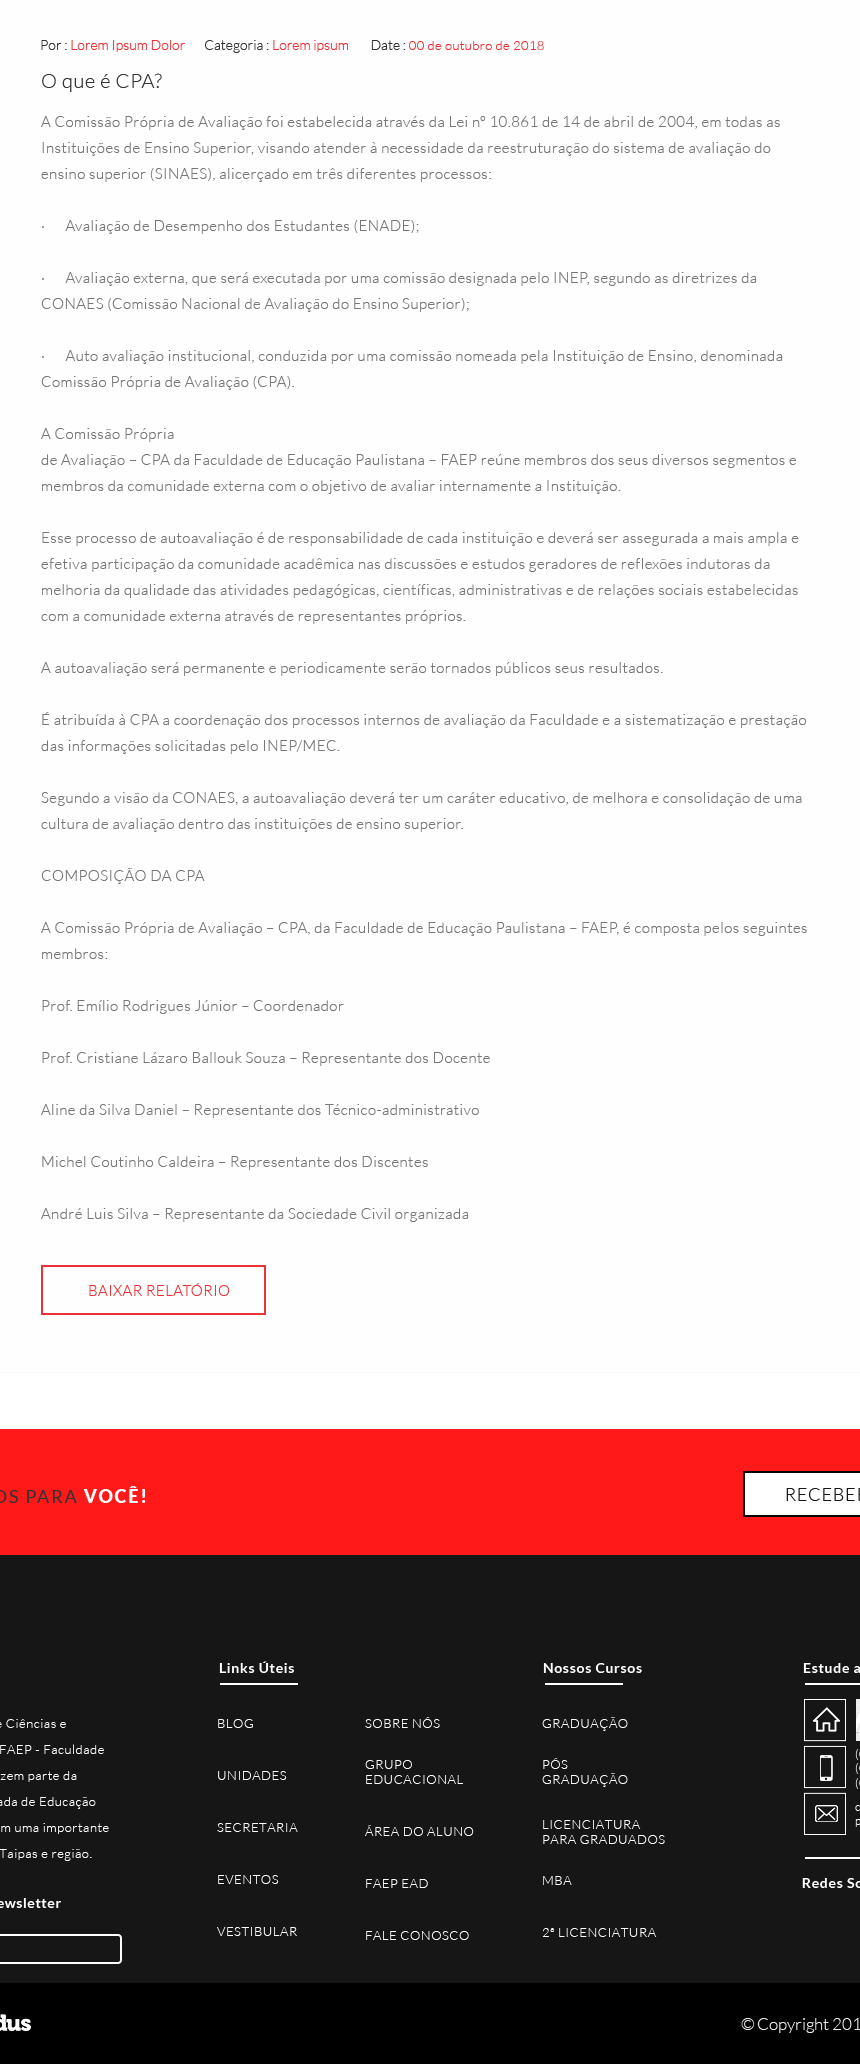 Por : Lorem Ipsum Dolor Categoria : Lorem ipsum Date : 00 de outubro de 2018
O que é CPA?
A Comissão Própria de Avaliação foi estabelecida através da Lei nº 10.861 de 14 de abril de 2004, em todas as
Instituições de Ensino Superior, visando atender à necessidade da reestruturação do sistema de avaliação do
ensino superior (SINAES), alicerçado em três diferentes processos:
· Avaliação de Desempenho dos Estudantes (ENADE);
· Avaliação externa, que será executada por uma comissão designada pelo INEP, segundo as diretrizes da
CONAES (Comissão Nacional de Avaliação do Ensino Superior);
· Auto avaliação institucional, conduzida por uma comissão nomeada pela Instituição de Ensino, denominada
Comissão Própria de Avaliação (CPA).
A Comissão Própria
de Avaliação – CPA da Faculdade de Educação Paulistana – FAEP reúne membros dos seus diversos segmentos e
membros da comunidade externa com o objetivo de avaliar internamente a Instituição.
Esse processo de autoavaliação é de responsabilidade de cada instituição e deverá ser assegurada a mais ampla e
efetiva participação da comunidade acadêmica nas discussões e estudos geradores de reflexões indutoras da
melhoria da qualidade das atividades pedagógicas, científicas, administrativas e de relações sociais estabelecidas
com a comunidade externa através de representantes próprios.
A autoavaliação será permanente e periodicamente serão tornados públicos seus resultados.
É atribuída à CPA a coordenação dos processos internos de avaliação da Faculdade e a sistematização e prestação
das informações solicitadas pelo INEP/MEC.
Segundo a visão da CONAES, a autoavaliação deverá ter um caráter educativo, de melhora e consolidação de uma
cultura de avaliação dentro das instituições de ensino superior.
COMPOSIÇÃO DA CPA
A Comissão Própria de Avaliação – CPA, da Faculdade de Educação Paulistana – FAEP, é composta pelos seguintes
membros:
Prof. Emílio Rodrigues Júnior – Coordenador
Prof. Cristiane Lázaro Ballouk Souza – Representante dos Docente
Aline da Silva Daniel – Representante dos Técnico-administrativo
Michel Coutinho Caldeira – Representante dos Discentes
André Luis Silva – Representante da Sociedade Civil organizada
BAIXAR RELATÓRIO
OS PARA VOCÊ!
RECEBE
e Ciências e
FAEP - Faculdade
zem parte da
ada de Educação
m uma importante
Taipas e região.
ewsletter
Links Úteis
BLOG
UNIDADES
SECRETARIA
EVENTOS
VESTIBULAR
SOBRE NÓS
GRUPO
EDUCACIONAL
ÁREA DO ALUNO
FAEP EAD
FALE CONOSCO
Nossos Cursos
GRADUAÇÃO
PÓS
GRADUAÇÃO
LICENCIATURA
PARA GRADUADOS
MBA
2ª LICENCIATURA
Estude a
Redes So
dus
© Copyright 201